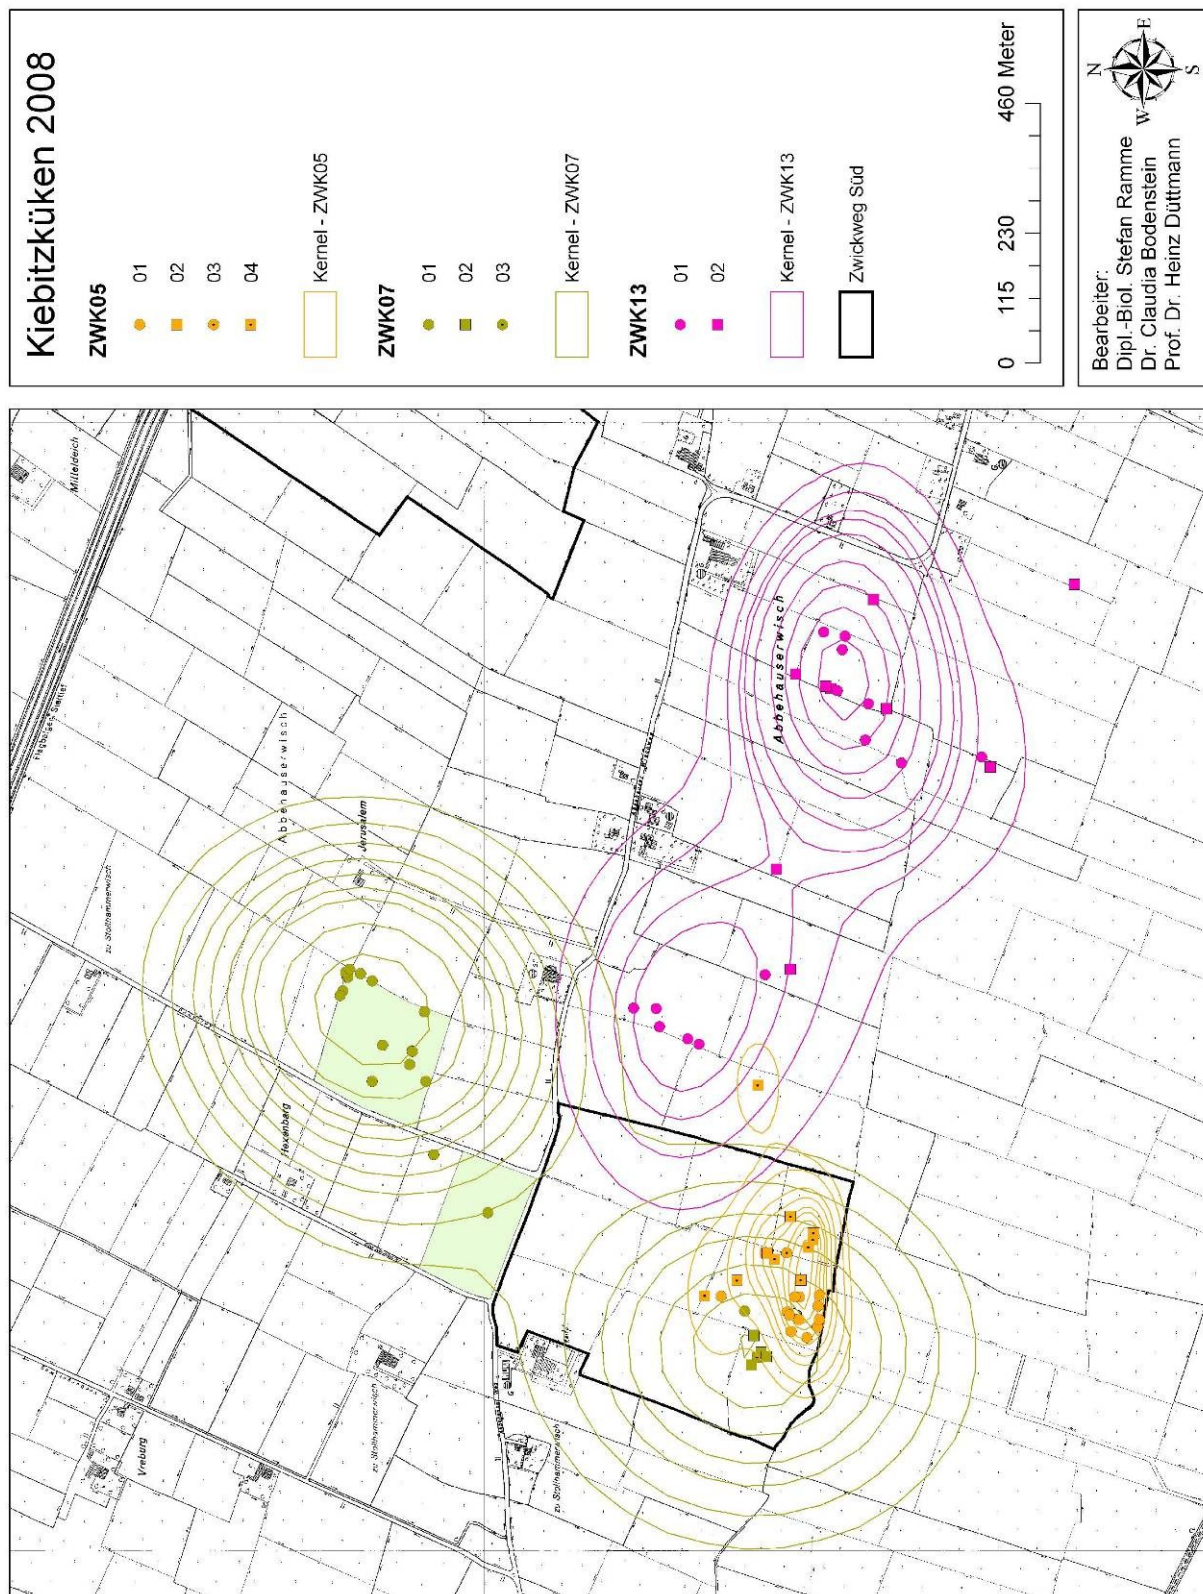 Kiebitzküken 2008
ZWK05
01
02
03
04
Kernel - ZWK05
ZWK07
01
02
03
Kernel - ZWK07
ZWK13
01
02
Kernel - ZWK13
Zwickweg Süd
0 115 230 460 Meter
Bearbeiter:
Dipl.-Biol. Stefan Ramme
Dr. Claudia Bodenstein
Prof. Dr. Heinz Düttmann
N
W
E
S
Mitteldeich
Abbehauserwisch
Jerusalem
zu Stollhammerwisch
Hexenbarg
Vreburg
zu Stollhammerwisch
zu Stollhammerwisch
Abbehauserwisch